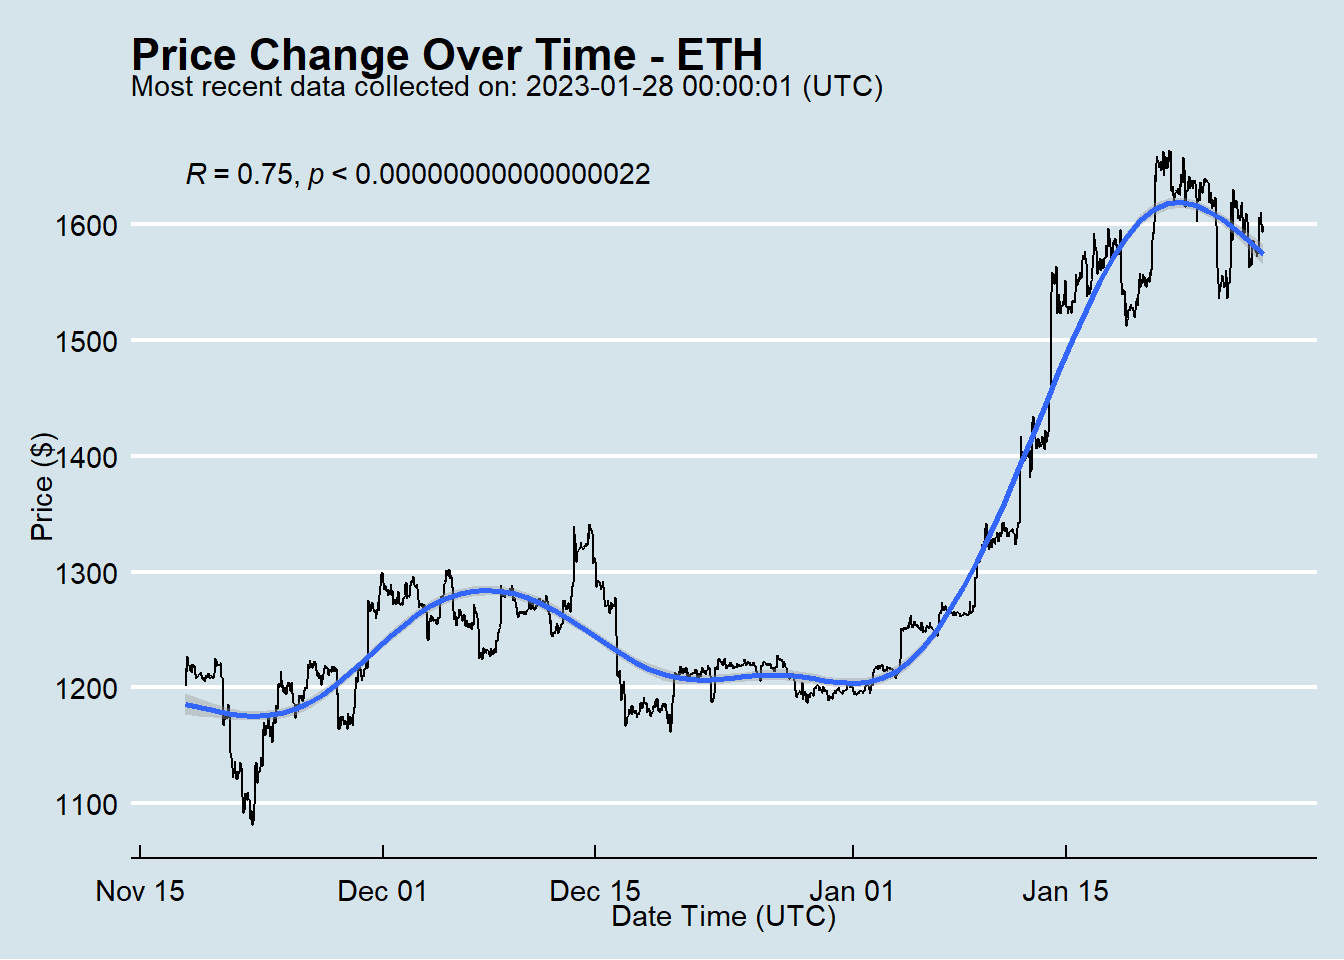 Price Change Over Time - ETH
Most recent data collected on: 2023-01-28 00:00:01 (UTC)
R = 0.75, p < 0.00000000000000022
1600
1500
1400
1300
1200
1100
Price ($)
Nov 15
Dec 01
Dec 15
Jan 01
Jan 15
Date Time (UTC)